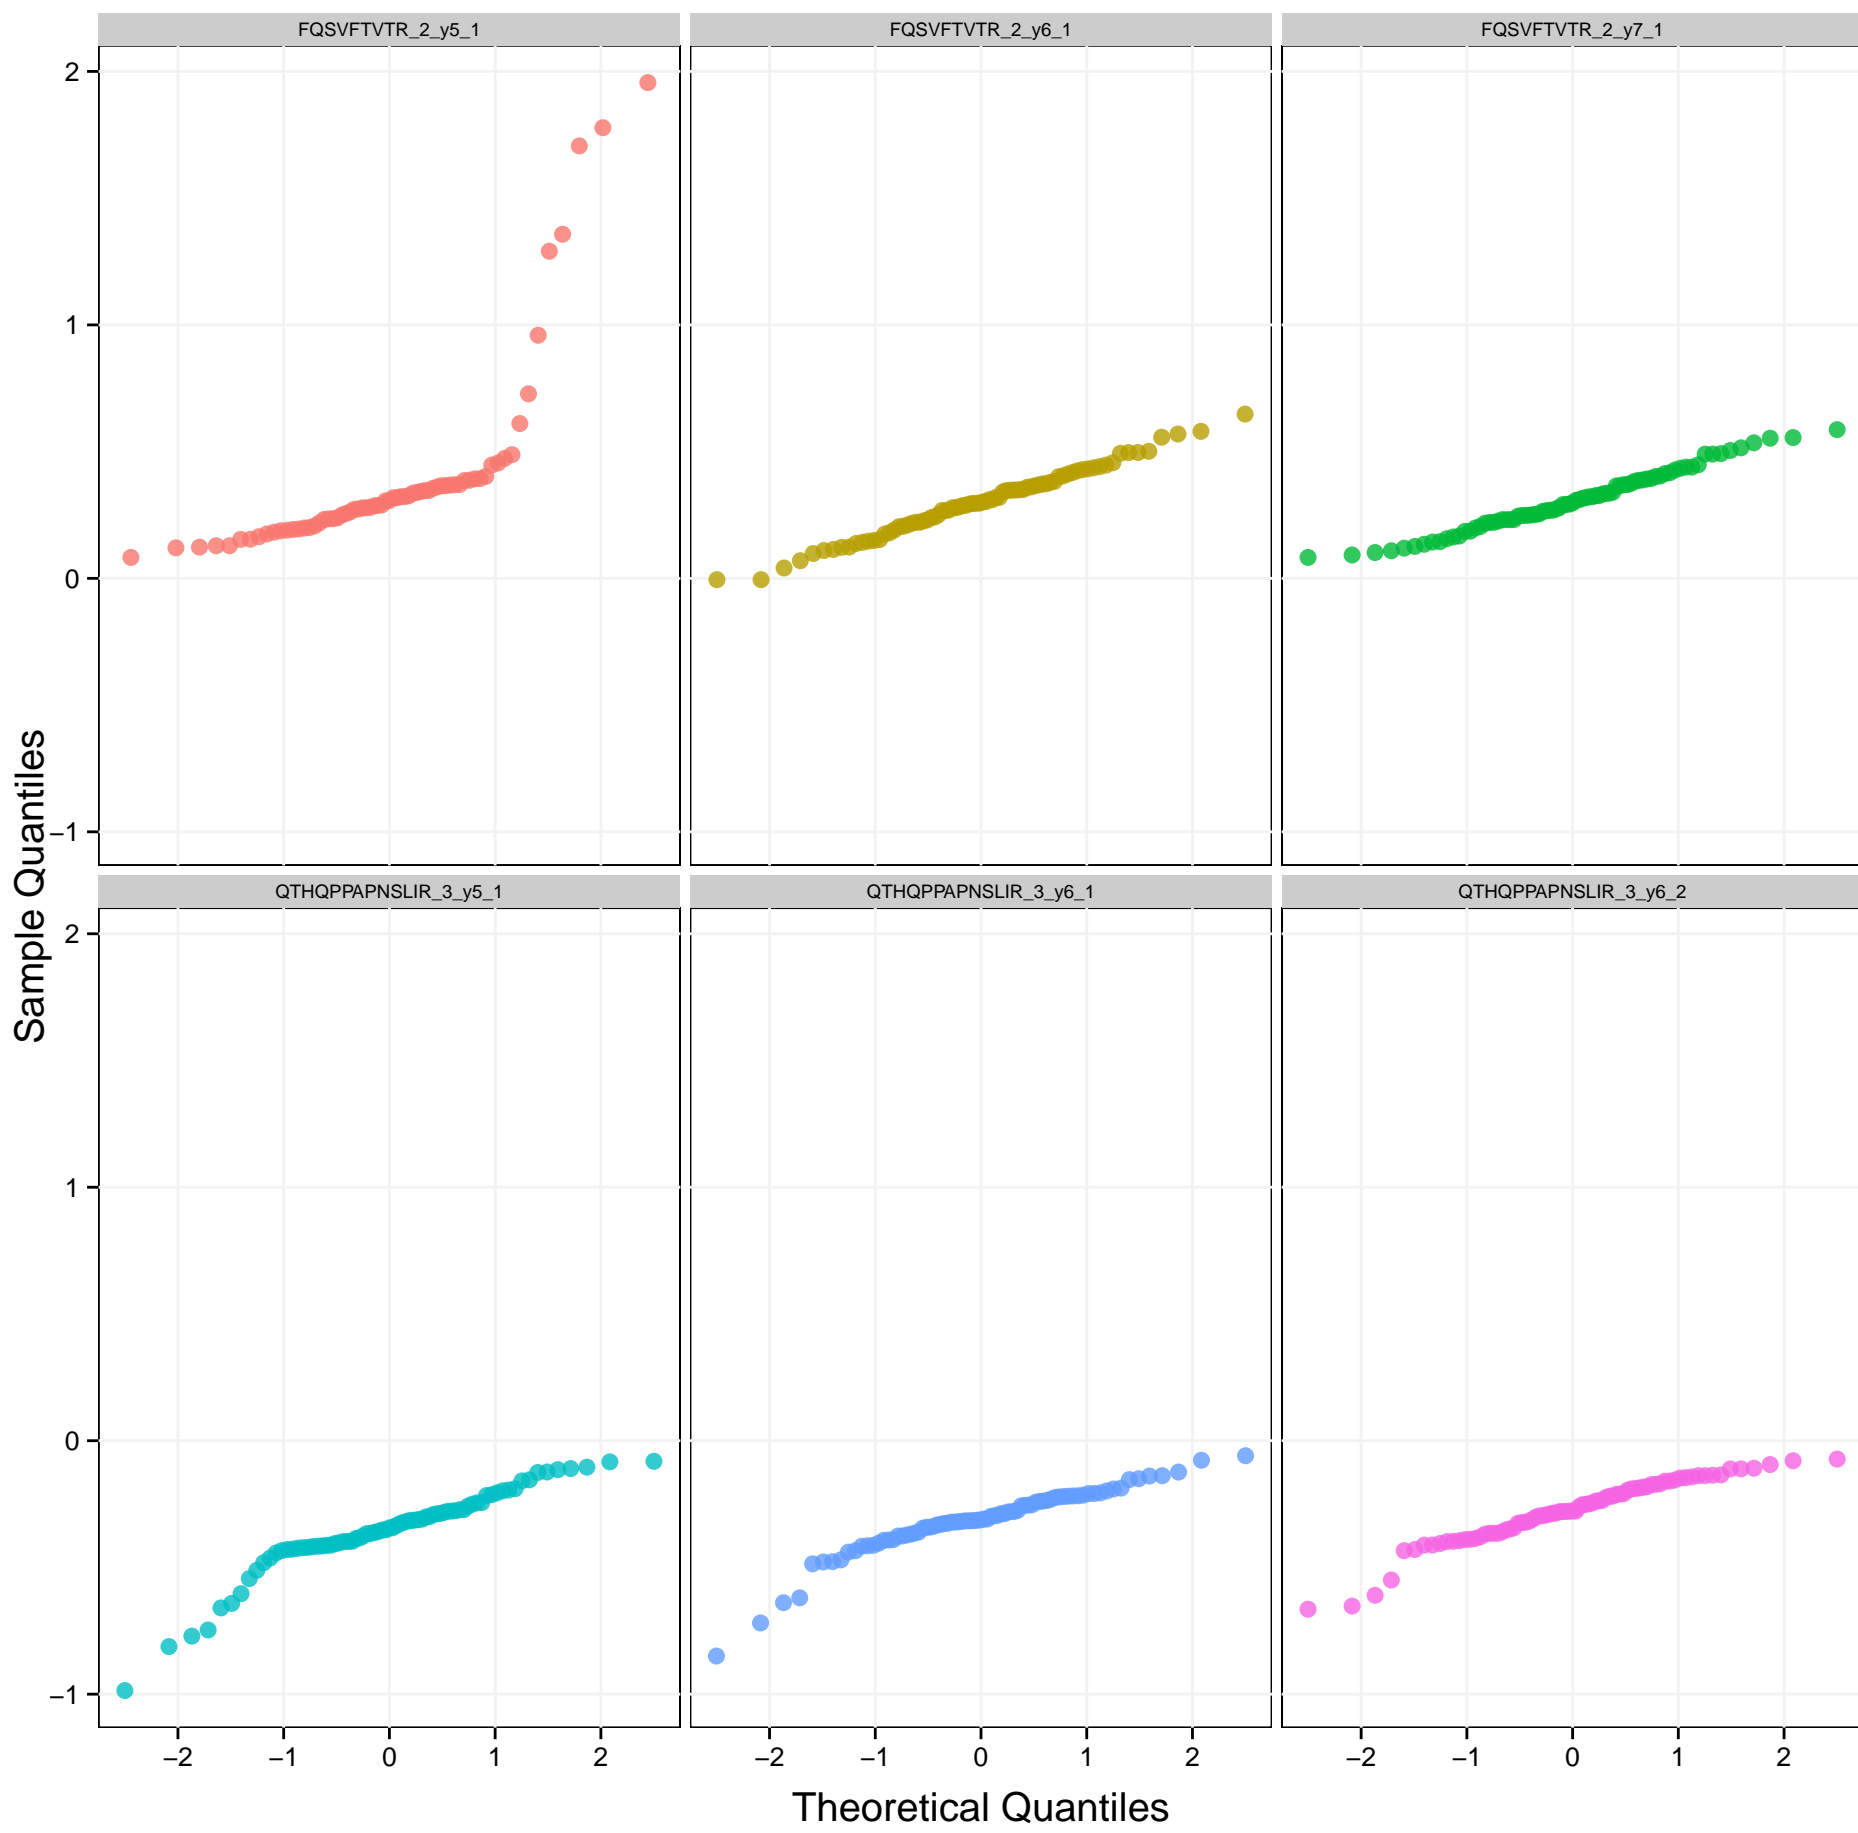 FQSVFTVTR_2_y5_1 FQSVFTVTR_2_y6_1 FQSVFTVTR_2_y7_1
2
1
0
−1
Sample Quantiles
QTHQPPAPNSLIR_3_y5_1 QTHQPPAPNSLIR_3_y6_1 QTHQPPAPNSLIR_3_y6_2
2
1
0
−1
−2 −1 0 1 2 −2 −1 0 1 2 −2 −1 0 1 2
Theoretical Quantiles